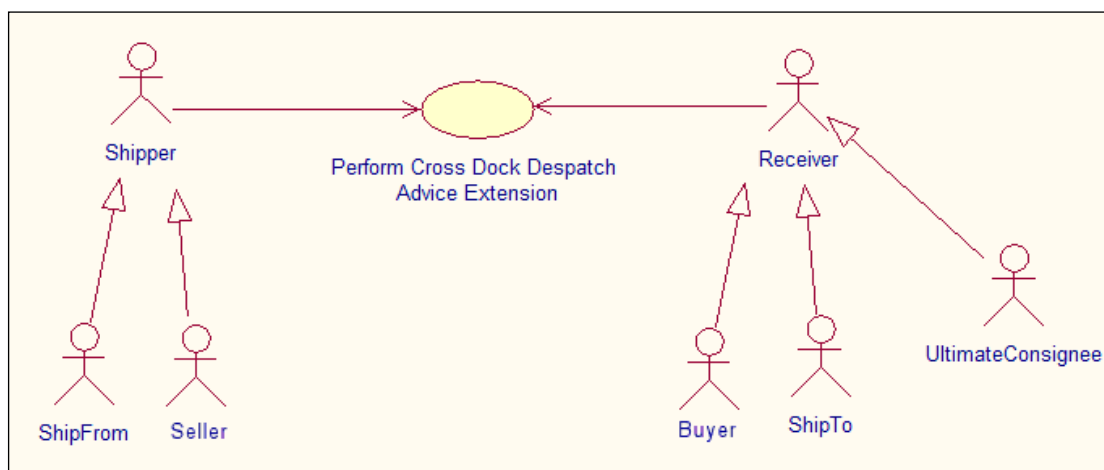 Shipper
Perform Cross Dock Despatch
Advice Extension
Receiver
ShipFrom
Seller
Buyer
ShipTo
UltimateConsignee